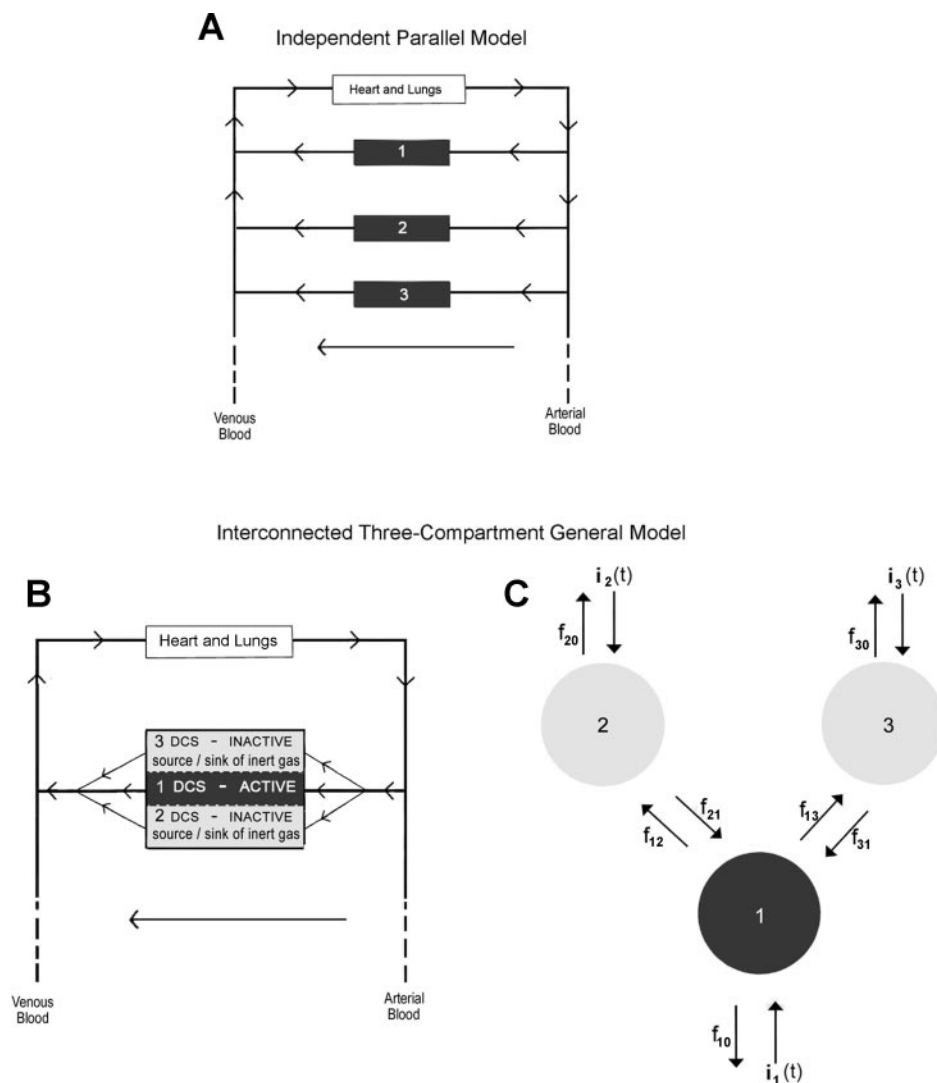 A
Independent Parallel Model
Heart and Lungs
1
2
3
Venous
Blood
Arterial
Blood
Interconnected Three-Compartment General Model
B
Heart and Lungs
3 DCS - INACTIVE
source / sink of inert gas
1 DCS - ACTIVE
2 DCS - INACTIVE
source / sink of inert gas
Venous
Blood
Arterial
Blood
C
i₂(t)
i₃(t)
f₂₀
f₃₀
2
3
f₂₁
f₁₂
f₁₃
f₃₁
1
f₁₀
i₁(t)